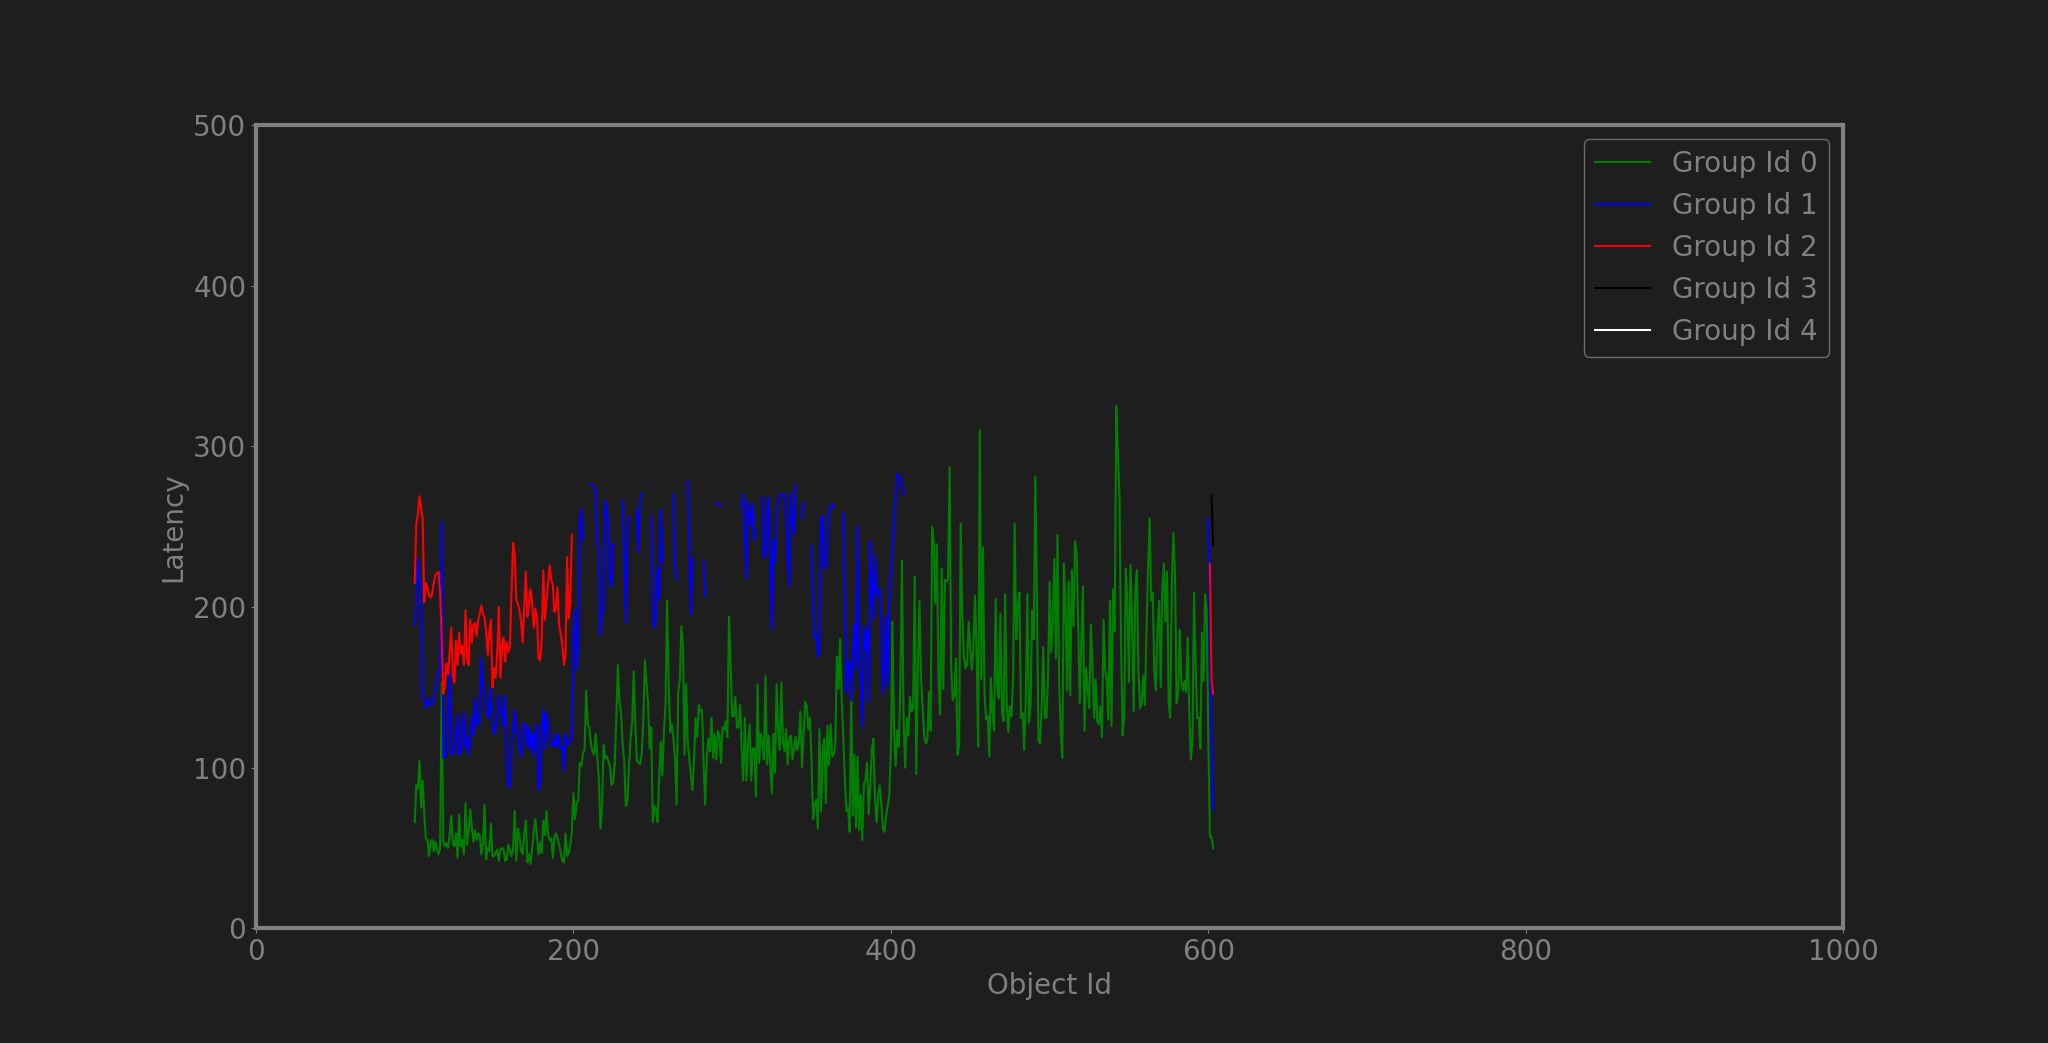 500
400
300
200
100
0
Latency
0 200 400 600 800 1000
Object Id
Group Id 0
Group Id 1
Group Id 2
Group Id 3
Group Id 4